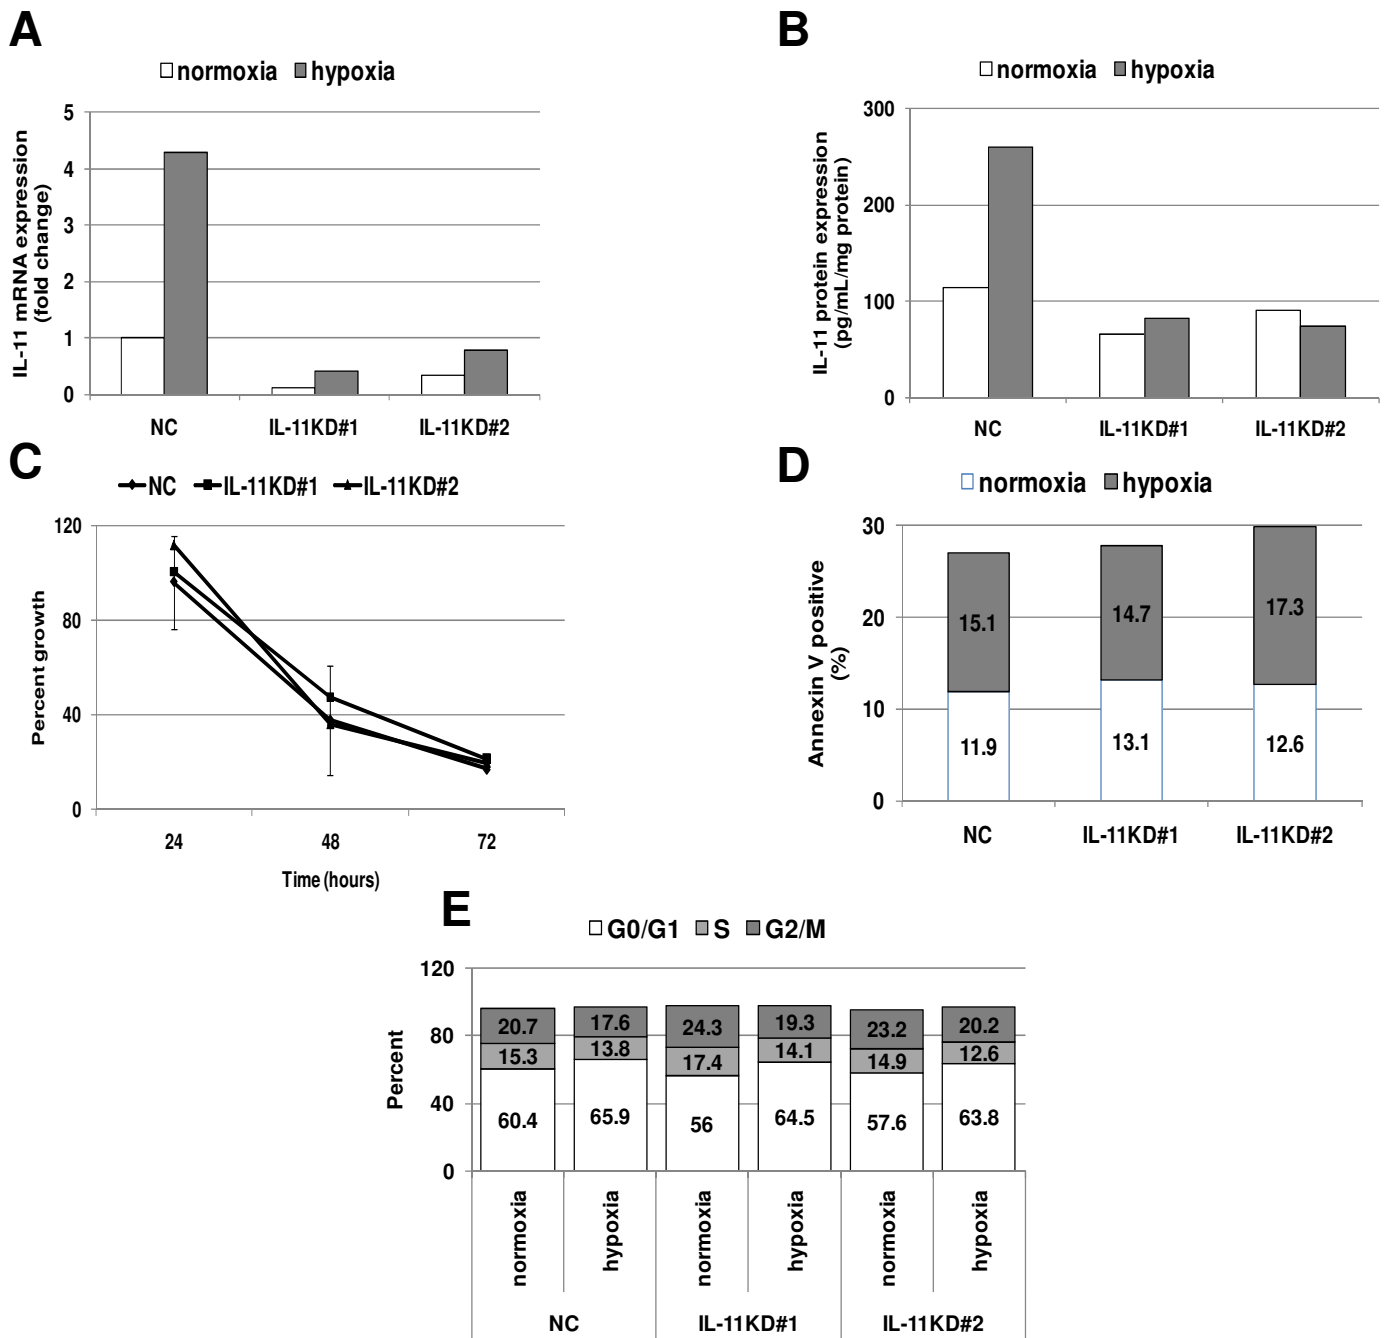 A
normoxia hypoxia
IL-11 mRNA expression
(fold change)
5
4
3
2
1
0
NC IL-11KD#1 IL-11KD#2
B
normoxia hypoxia
IL-11 protein expression
(pg/mL/mg protein)
300
200
100
0
NC IL-11KD#1 IL-11KD#2
C
NC IL-11KD#1 IL-11KD#2
Percent growth
120
80
40
0
24 48 72
Time (hours)
D
normoxia hypoxia
Annexin V positive
(%)
30
20
10
0
15.1 14.7 17.3
11.9 13.1 12.6
NC IL-11KD#1 IL-11KD#2
E
G0/G1 S G2/M
Percent
120
80
40
0
20.7 17.6 24.3 19.3 23.2 20.2
15.3 13.8 17.4 14.1 14.9 12.6
60.4 65.9 56 64.5 57.6 63.8
normoxia hypoxia normoxia hypoxia normoxia hypoxia
NC IL-11KD#1 IL-11KD#2